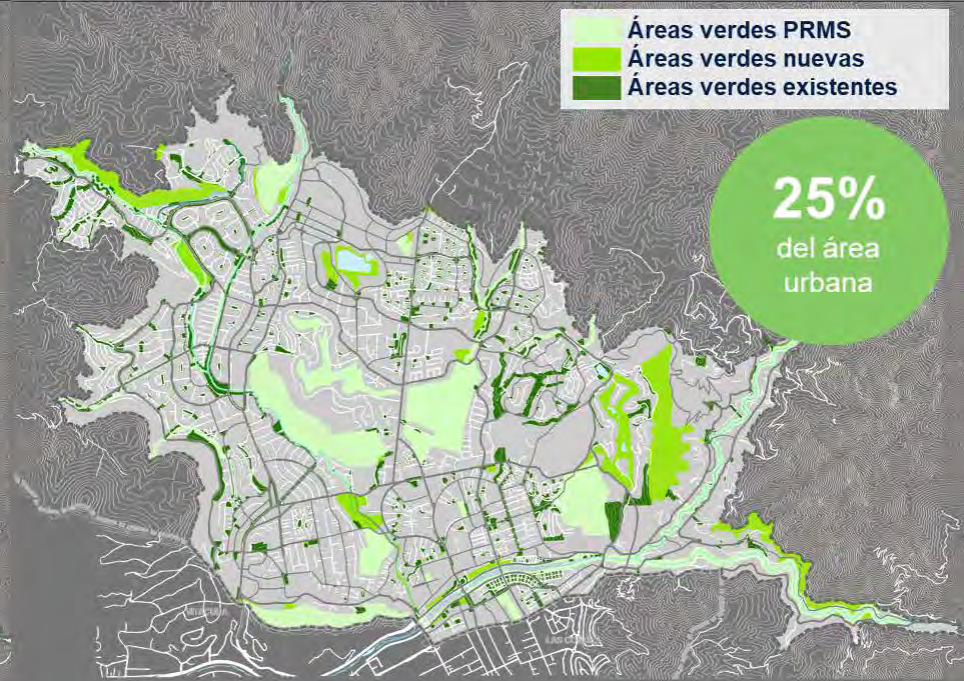 Áreas verdes PRMS
Áreas verdes nuevas
Áreas verdes existentes
25%
del área
urbana